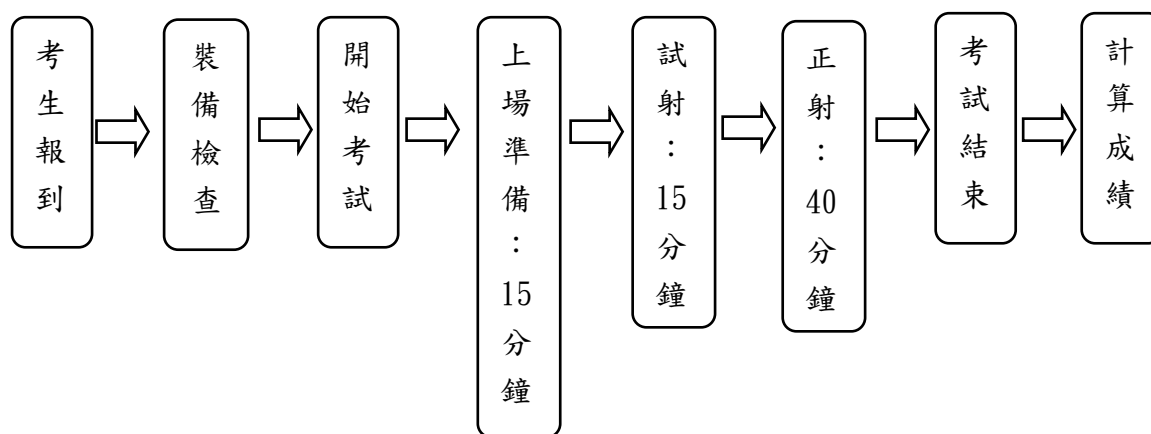 考生報到
裝備檢查
開始考試
上場準備：15分鐘
試射：15分鐘
正射：40分鐘
考試結束
計算成績